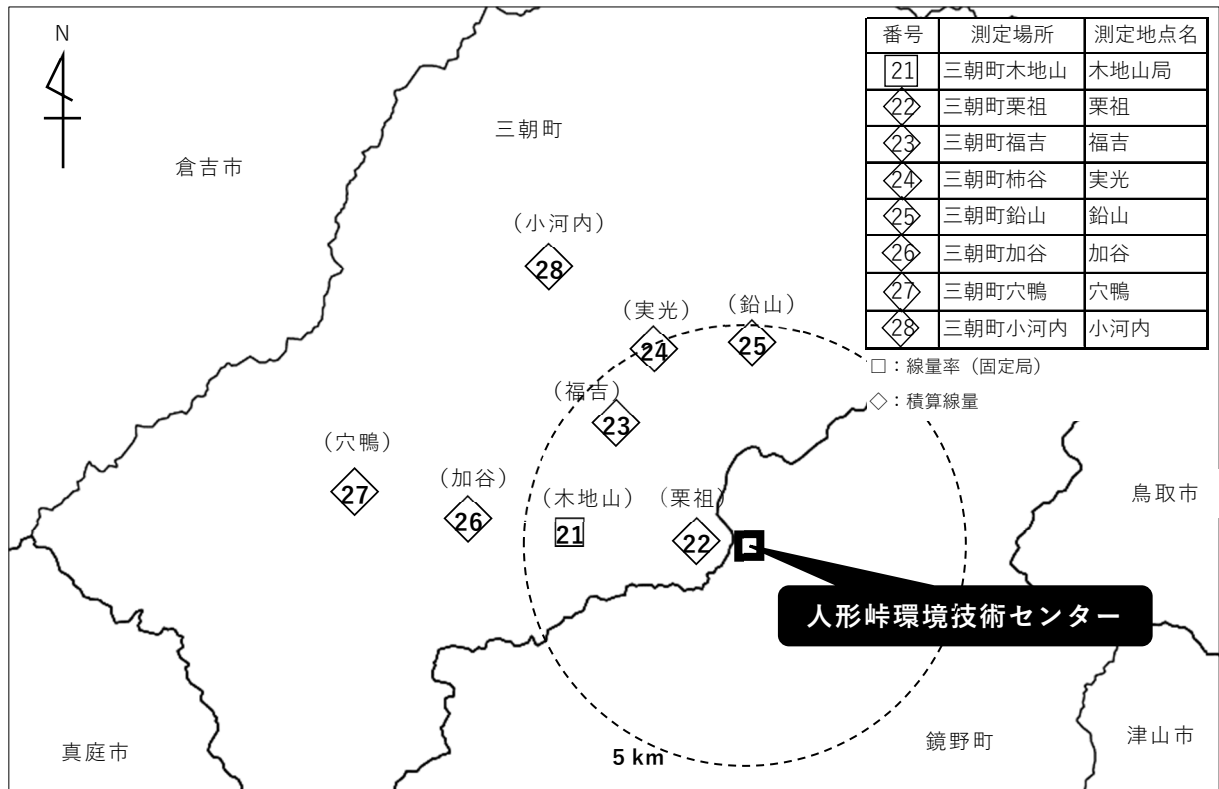 N
倉吉市
三朝町
番号 測定場所 測定地点名
21 三朝町木地山 木地山局
22 三朝町栗祖 栗祖
23 三朝町福吉 福吉
24 三朝町柿谷 実光
25 三朝町鉛山 鉛山
26 三朝町加谷 加谷
27 三朝町穴鴨 穴鴨
28 三朝町小河内 小河内
□：線量率（固定局）
◇：積算線量
（小河内）
28
（実光）
24
（鉛山）
25
（福吉）
23
（穴鴨）
27
（加谷）
26
（木地山）
21
（栗祖）
22
鳥取市
人形峠環境技術センター
真庭市
5 km
鏡野町
津山市